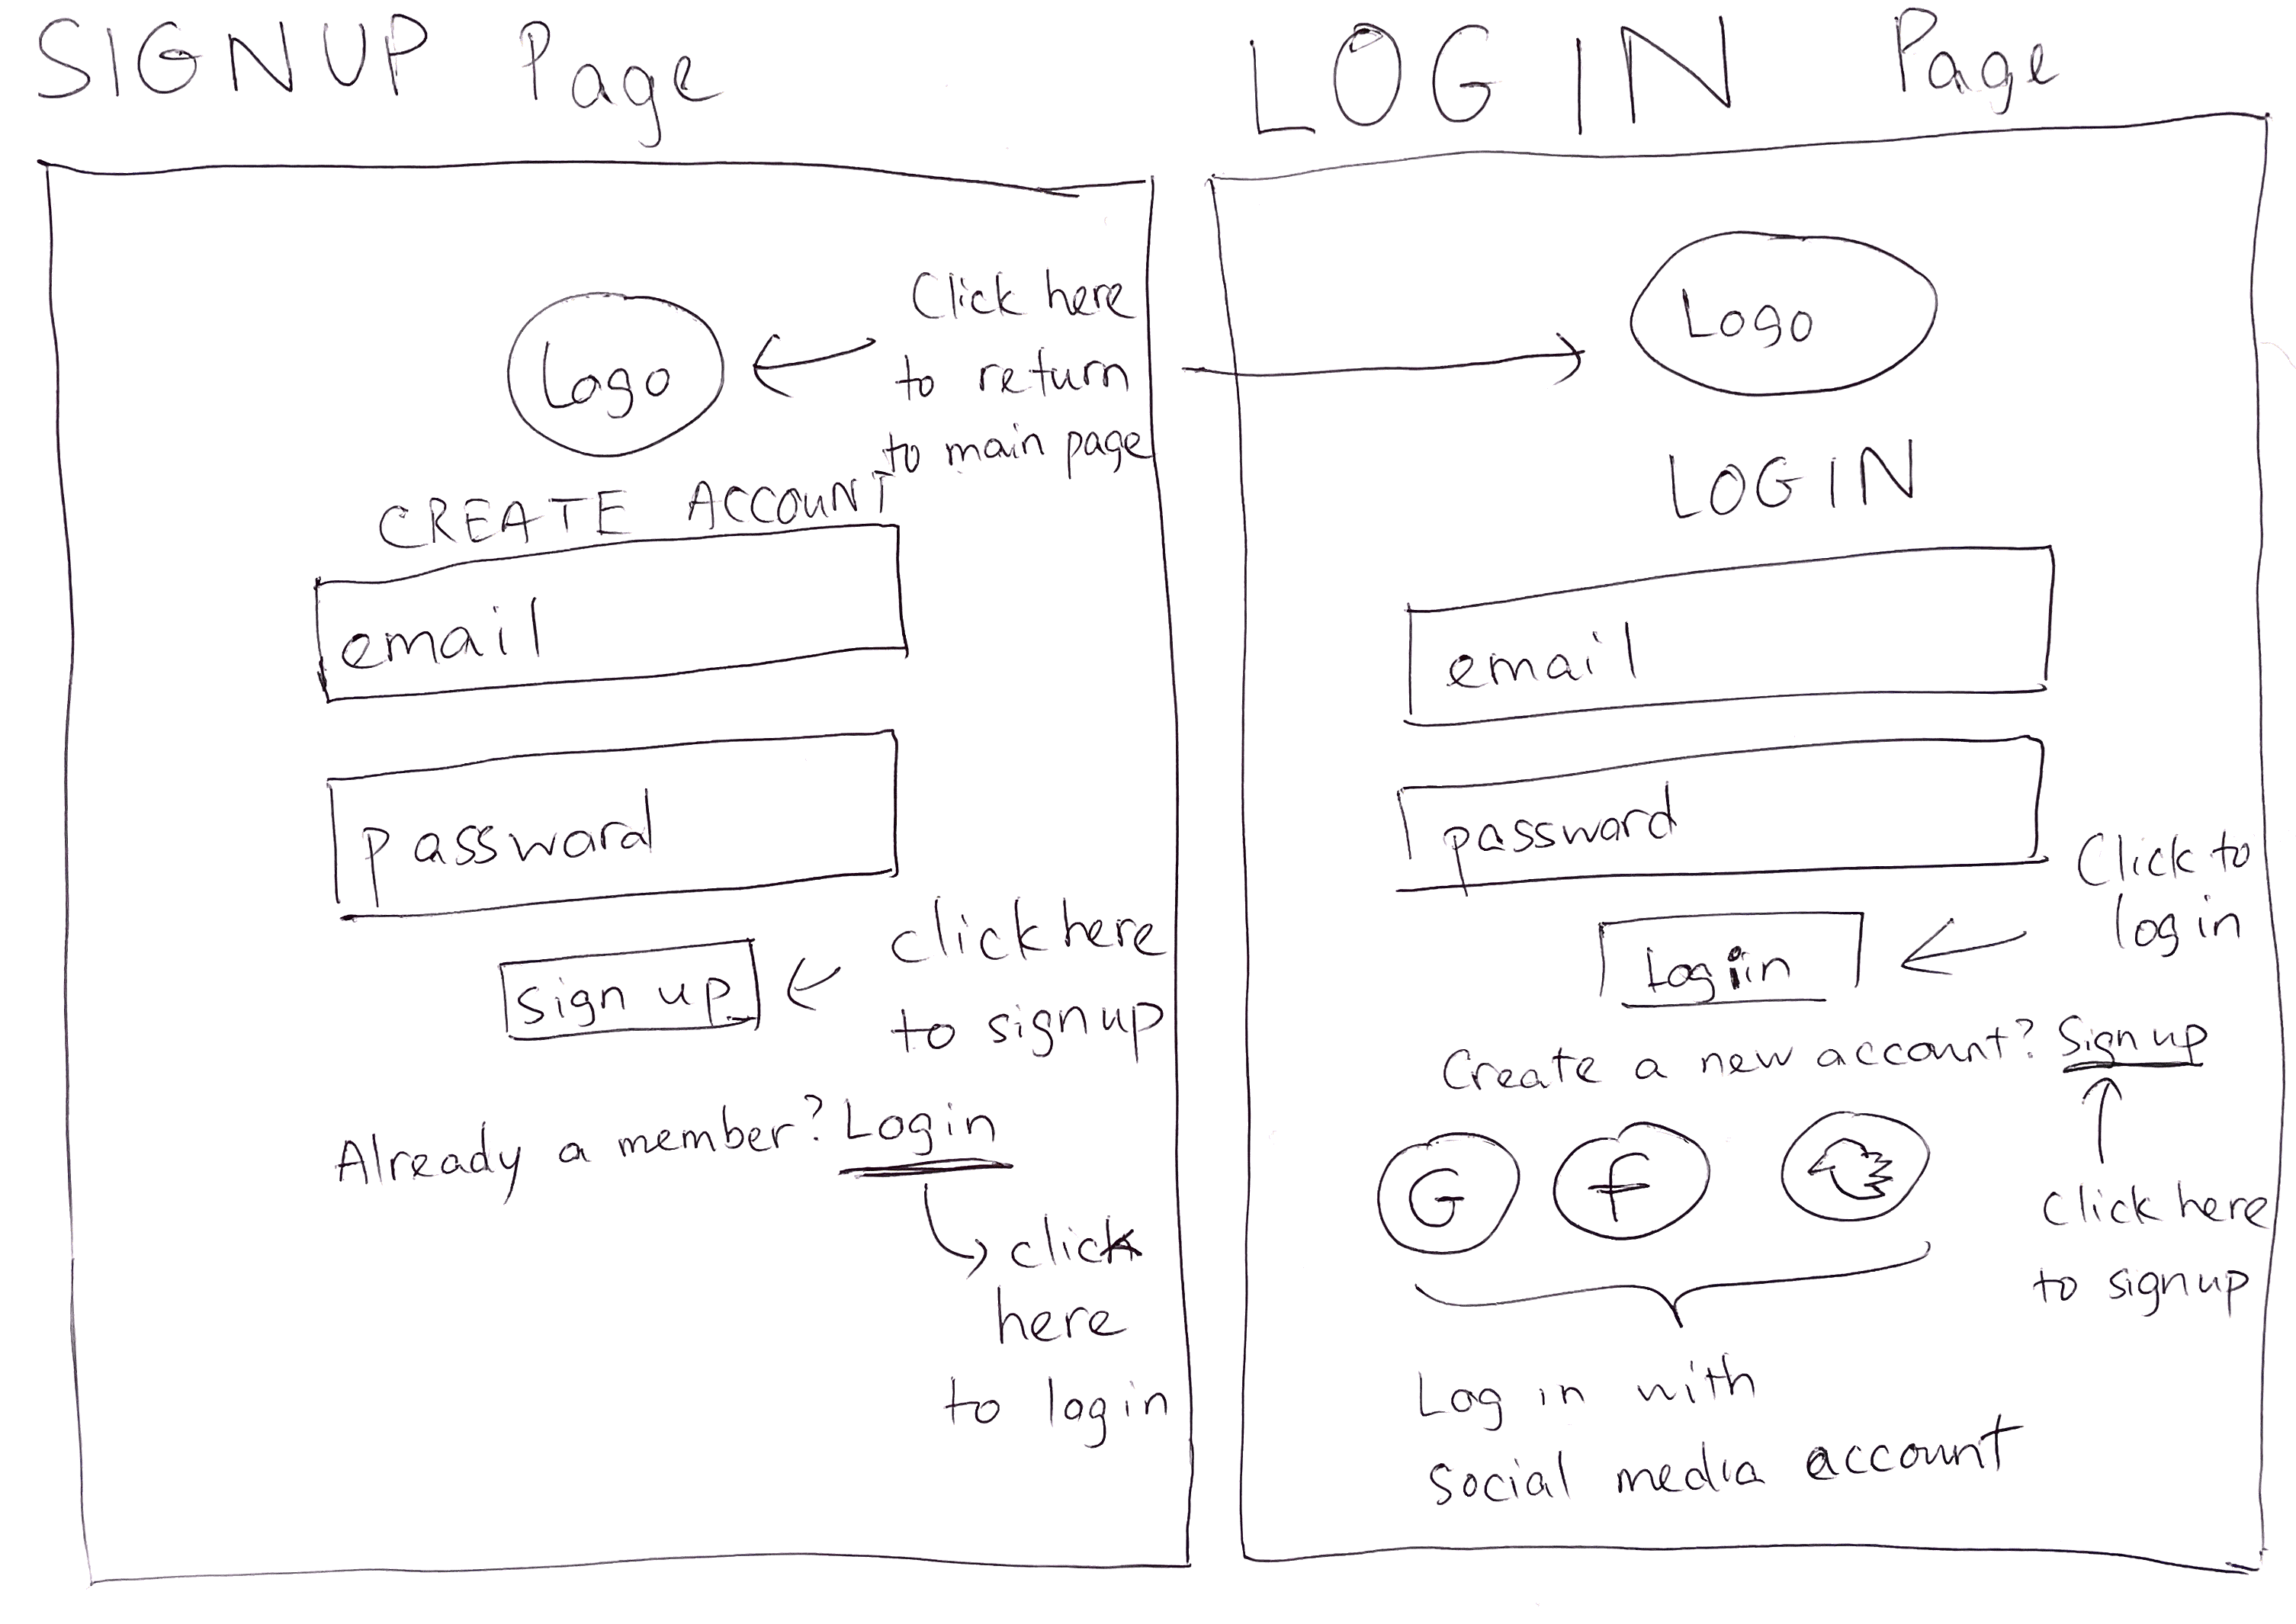 SIGNUP Page
Logo
Click here
to return
to main page
CREATE ACCOUNT
email
password
sign up
click here
to signup
Already a member? Login
click
here
to login
LOGIN Page
Logo
LOGIN
email
password
Login
Click to
log in
Create a new account? Sign up
G f
Click here
to signup
Log in with
social media account